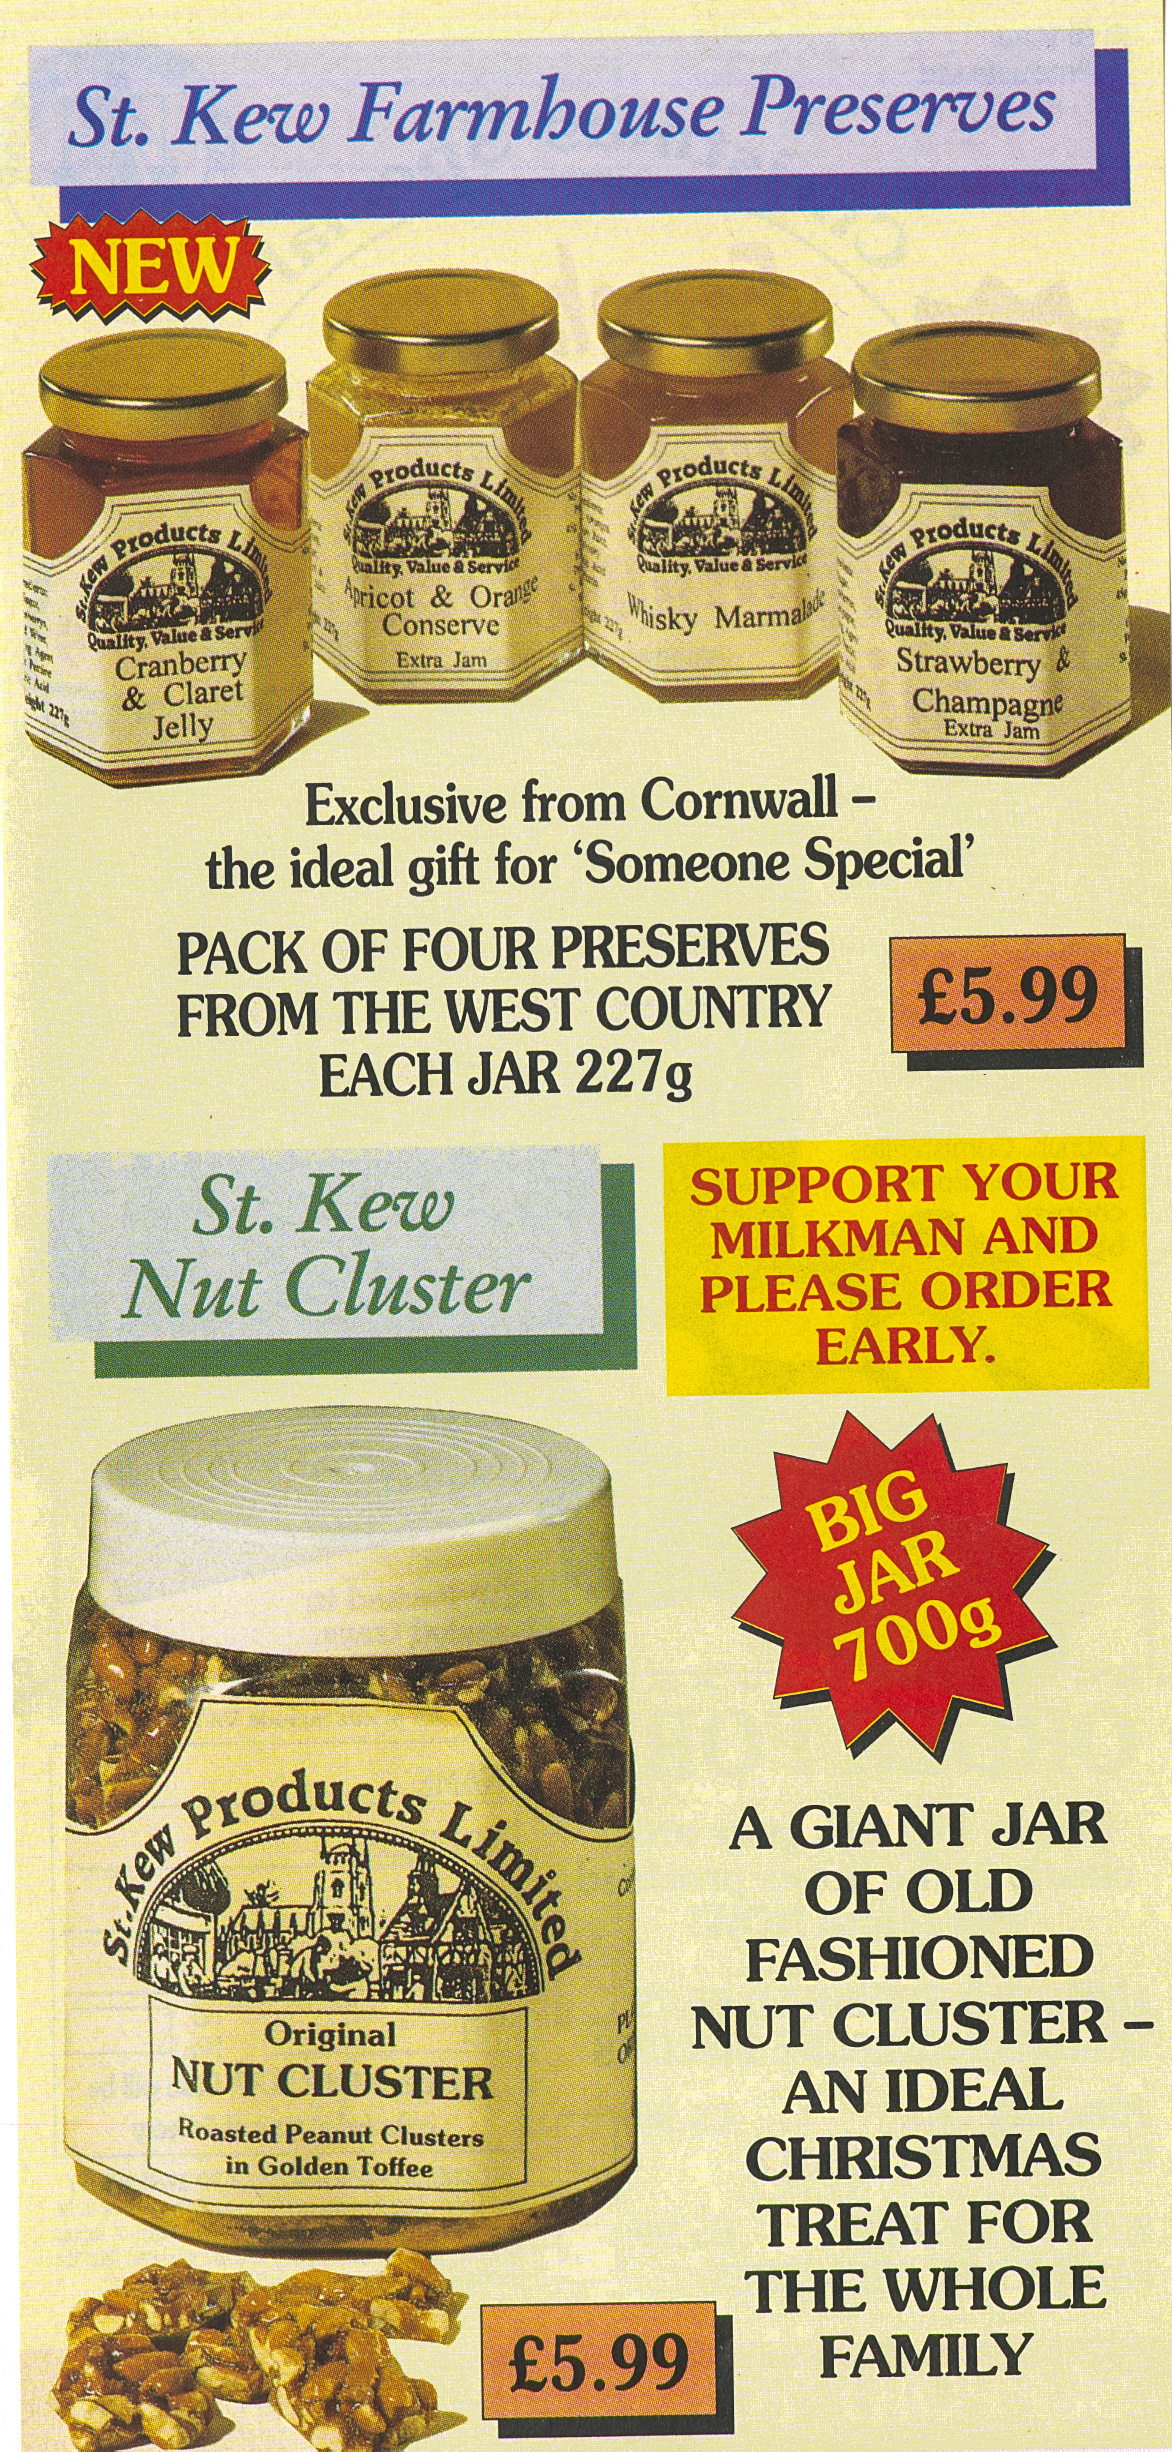 St. Kew Farmhouse Preserves
NEW
St. Kew Products Limited
Quality, Value & Service
Cranberry
& Claret
Jelly
227g
St. Kew Products Limited
Quality, Value & Service
Apricot & Orange
Conserve
Extra Jam
St. Kew Products Limited
Quality, Value & Service
Whisky Marmalade
St. Kew Products Limited
Quality, Value & Service
Strawberry &
Champagne
Extra Jam
Exclusive from Cornwall –
the ideal gift for ‘Someone Special’
PACK OF FOUR PRESERVES
FROM THE WEST COUNTRY
EACH JAR 227g
£5.99
St. Kew
Nut Cluster
SUPPORT YOUR
MILKMAN AND
PLEASE ORDER
EARLY.
BIG
JAR
700g
St. Kew Products Limited
Original
NUT CLUSTER
Roasted Peanut Clusters
in Golden Toffee
A GIANT JAR
OF OLD
FASHIONED
NUT CLUSTER –
AN IDEAL
CHRISTMAS
TREAT FOR
THE WHOLE
FAMILY
£5.99